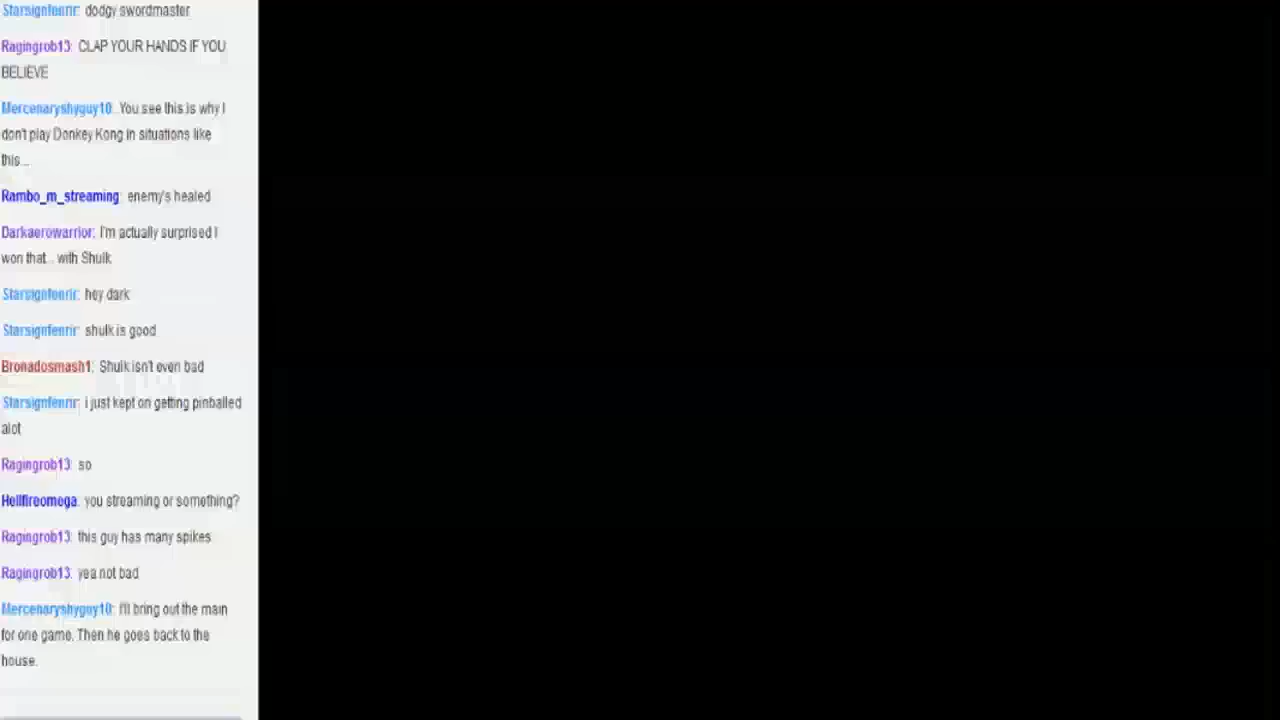 Starsignfenrir: dodgy swordmaster
Ragingrob13: CLAP YOUR HANDS IF YOU
BELIEVE
Mercenaryshyguy10: You see this is why I
don't play Donkey Kong in situations like
this...
Rambo_m_streaming: enemy's healed
Darkaerowarrior: I'm actually surprised I
won that... with Shulk
Starsignfenrir: hey dark
Starsignfenrir: shulk is good
Bronadosmash1: Shulk isn't even bad
Starsignfenrir: i just kept on getting pinballed
alot
Ragingrob13: so
Hellfireomega: you streaming or something?
Ragingrob13: this guy has many spikes
Ragingrob13: yea not bad
Mercenaryshyguy10: I'll bring out the main
for one game. Then he goes back to the
house.